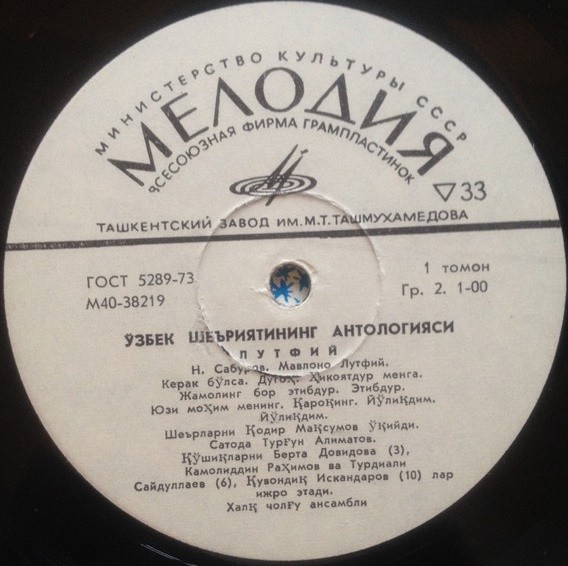 МИНИСТЕРСТВО КУЛЬТУРЫ СССР
МЕЛОДИЯ
ВСЕСОЮЗНАЯ ФИРМА ГРАМПЛАСТИНОК
▽33
ТАШКЕНТСКИЙ ЗАВОД ИМ.М.Т.ТАШМУХАМЕДОВА
ГОСТ 5289-73
1 томон
М40-38219
Гр. 2. 1-00
ЎЗБЕК ШЕЪРИЯТИНИНГ АНТОЛОГИЯСИ
ЛУТФИЙ
Н. Сабуров. Мавлоно Лутфий.
Керак бўлса. Дутоҳ. Ҳикоятдур менга.
Жамолинг бор этибдур. Этибдур.
Юзи моҳим менинг. Қароқинг. Йўлиқдим.
Йўлиқдим.
Шеърларни Қодир Мақсумов ўқийди.
Сатода Турғун Алиматов.
Қўшиқларни Берта Довидова (3),
Камолиддин Раҳимов ва Турдиали
Сайдуллаев (6), Қувондиқ Искандаров (10) лар
ижро этади.
Халқ чолғу ансамбли